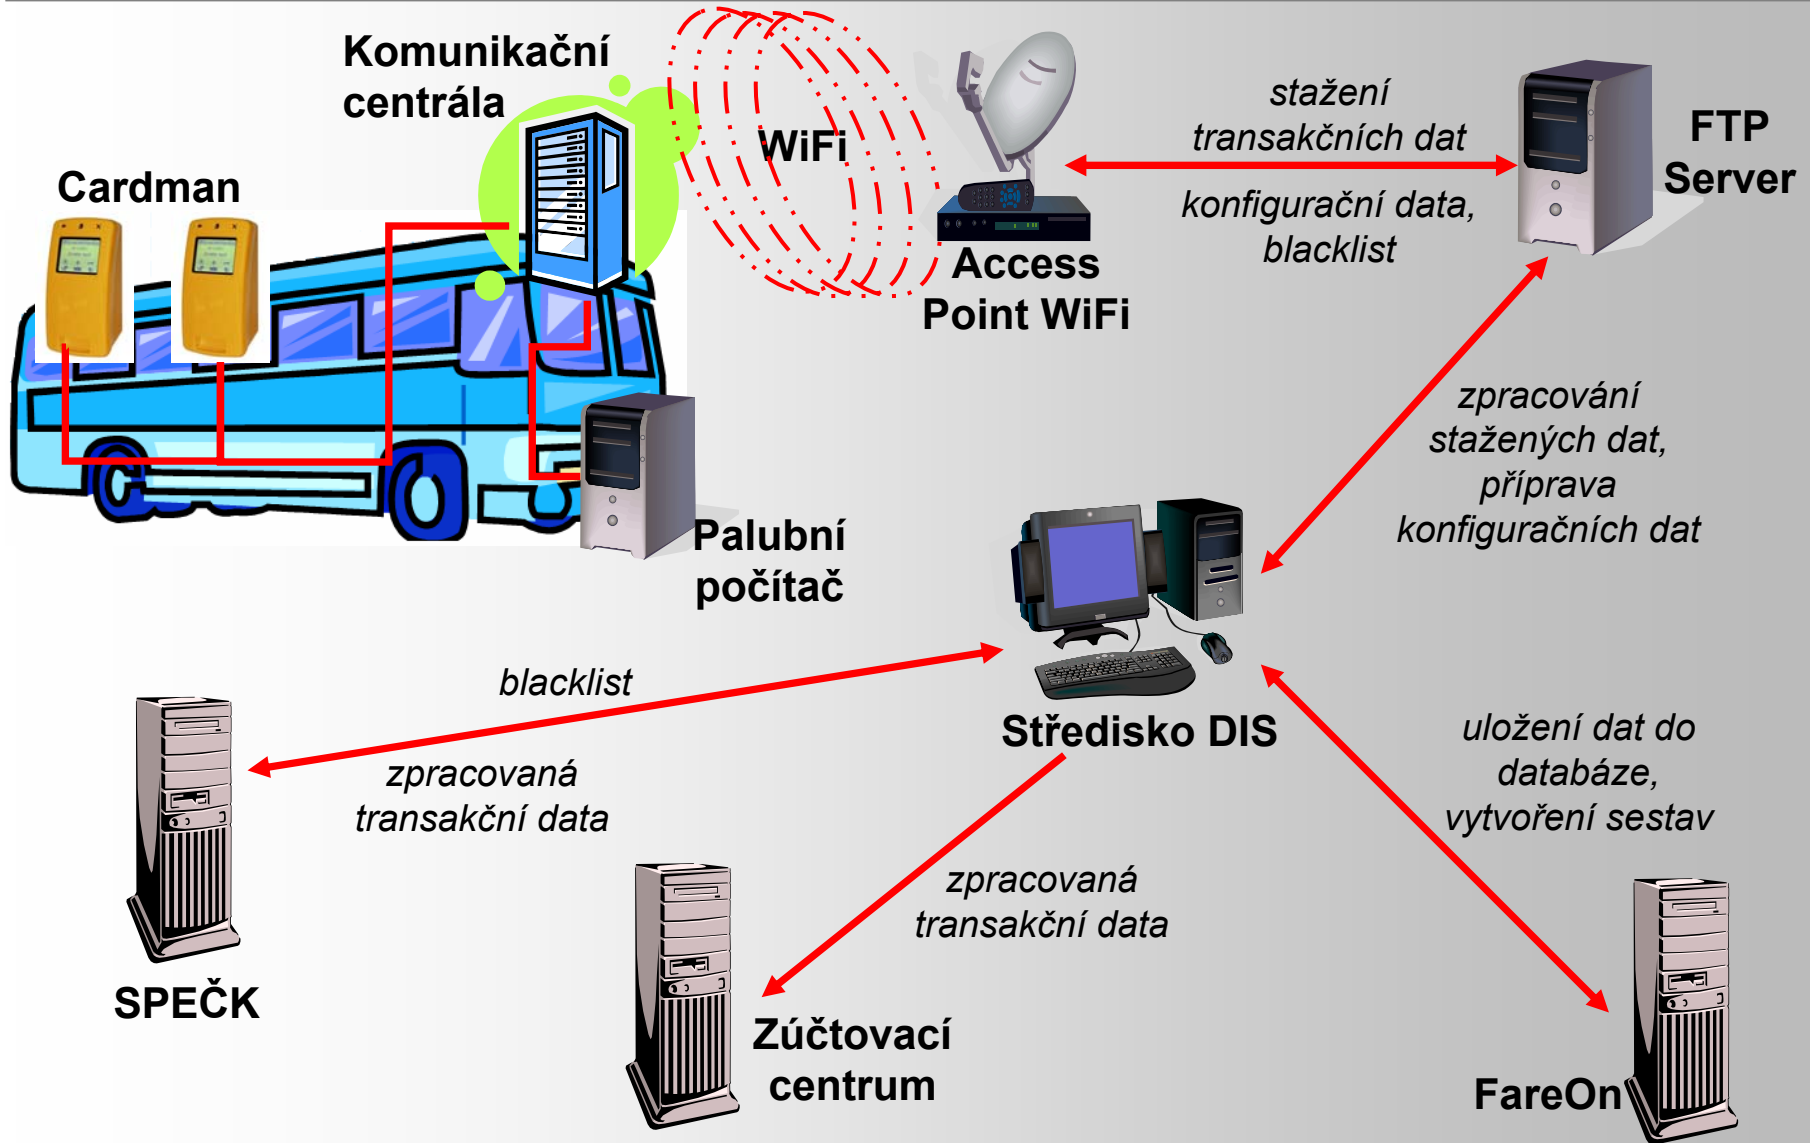 Komunikační
centrála
WiFi
stažení
transakčních dat
FTP
Server
Cardman
konfigurační data,
blacklist
Access
Point WiFi
zpracování
stažených dat,
příprava
konfiguračních dat
Palubní
počítač
blacklist
Středisko DIS
zpracovaná
transakční data
uložení dat do
databáze,
vytvoření sestav
zpracovaná
transakční data
SPEČK
Zúčtovací
centrum
FareOn